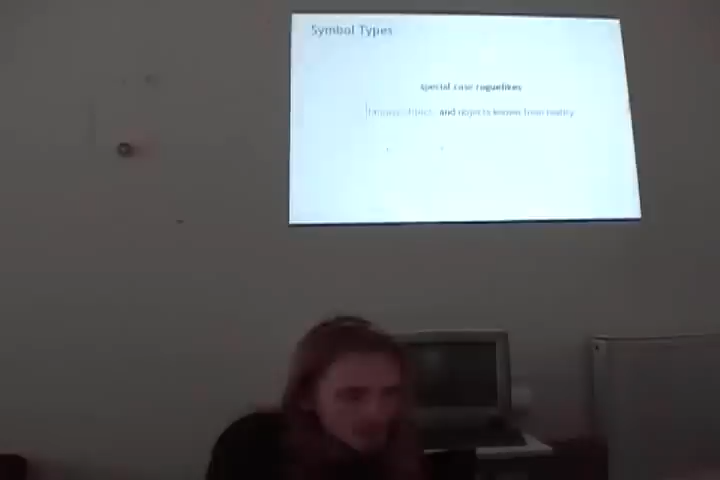 Symbol Types
special case roguelikes
and objects known from reality